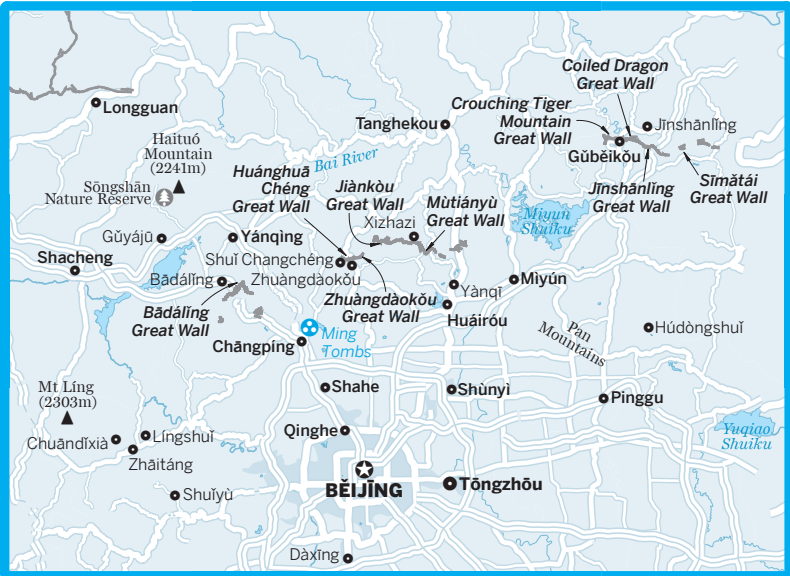 Coiled Dragon
Great Wall
Longguan
Crouching Tiger
Mountain
Great Wall
Tanghekou
Jīnshānlǐng
Haituó
Mountain
(2241m)
Gǔběikǒu
Bai River
Huánghuā
Chéng
Great Wall
Jiànkòu
Great Wall
Sōngshān
Nature Reserve
Mùtiányù
Great Wall
Jīnshānlǐng
Great Wall
Sīmǎtái
Great Wall
Xizhazi
Miyun
Shuiku
Gǔyájū
Yánqìng
Shacheng
Shuǐ Changchéng
Bādálǐng
Zhuàngdàokǒu
Yànqī
Mìyún
Bādálǐng
Great Wall
Zhuàngdàokǒu
Great Wall
Huáiróu
Pan
Mountains
Húdòngshuǐ
Ming
Tombs
Chāngpíng
Mt Líng
(2303m)
Shahe
Shùnyì
Pinggu
Qinghe
Yuqiao
Shuiku
Chuāndǐxià
Língshuǐ
Zhāitáng
BĚIJĪNG
Tōngzhōu
Shuǐyù
Dàxīng